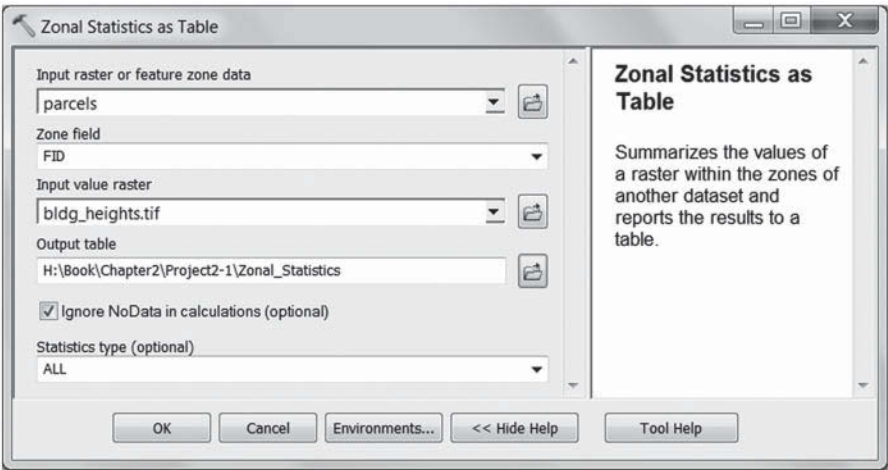 Zonal Statistics as Table
Input raster or feature zone data
parcels
Zone field
FID
Input value raster
bldg_heights.tif
Output table
H:\Book\Chapter2\Project2-1\Zonal_Statistics
Ignore NoData in calculations (optional)
Statistics type (optional)
ALL
Zonal Statistics as
Table
Summarizes the values of
a raster within the zones of
another dataset and
reports the results to a
table.
OK
Cancel
Environments...
<< Hide Help
Tool Help